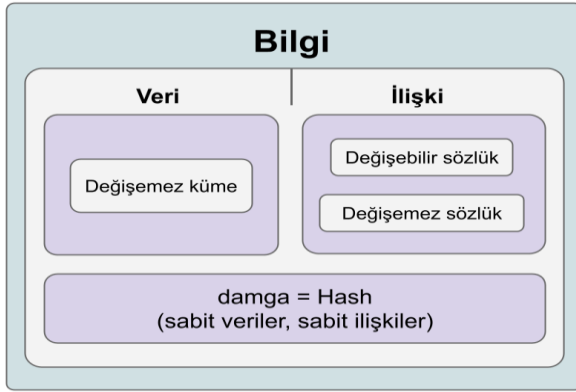 Bilgi
Veri
İlişki
Değişemez küme
Değişebilir sözlük
Değişemez sözlük
damga = Hash
(sabit veriler, sabit ilişkiler)